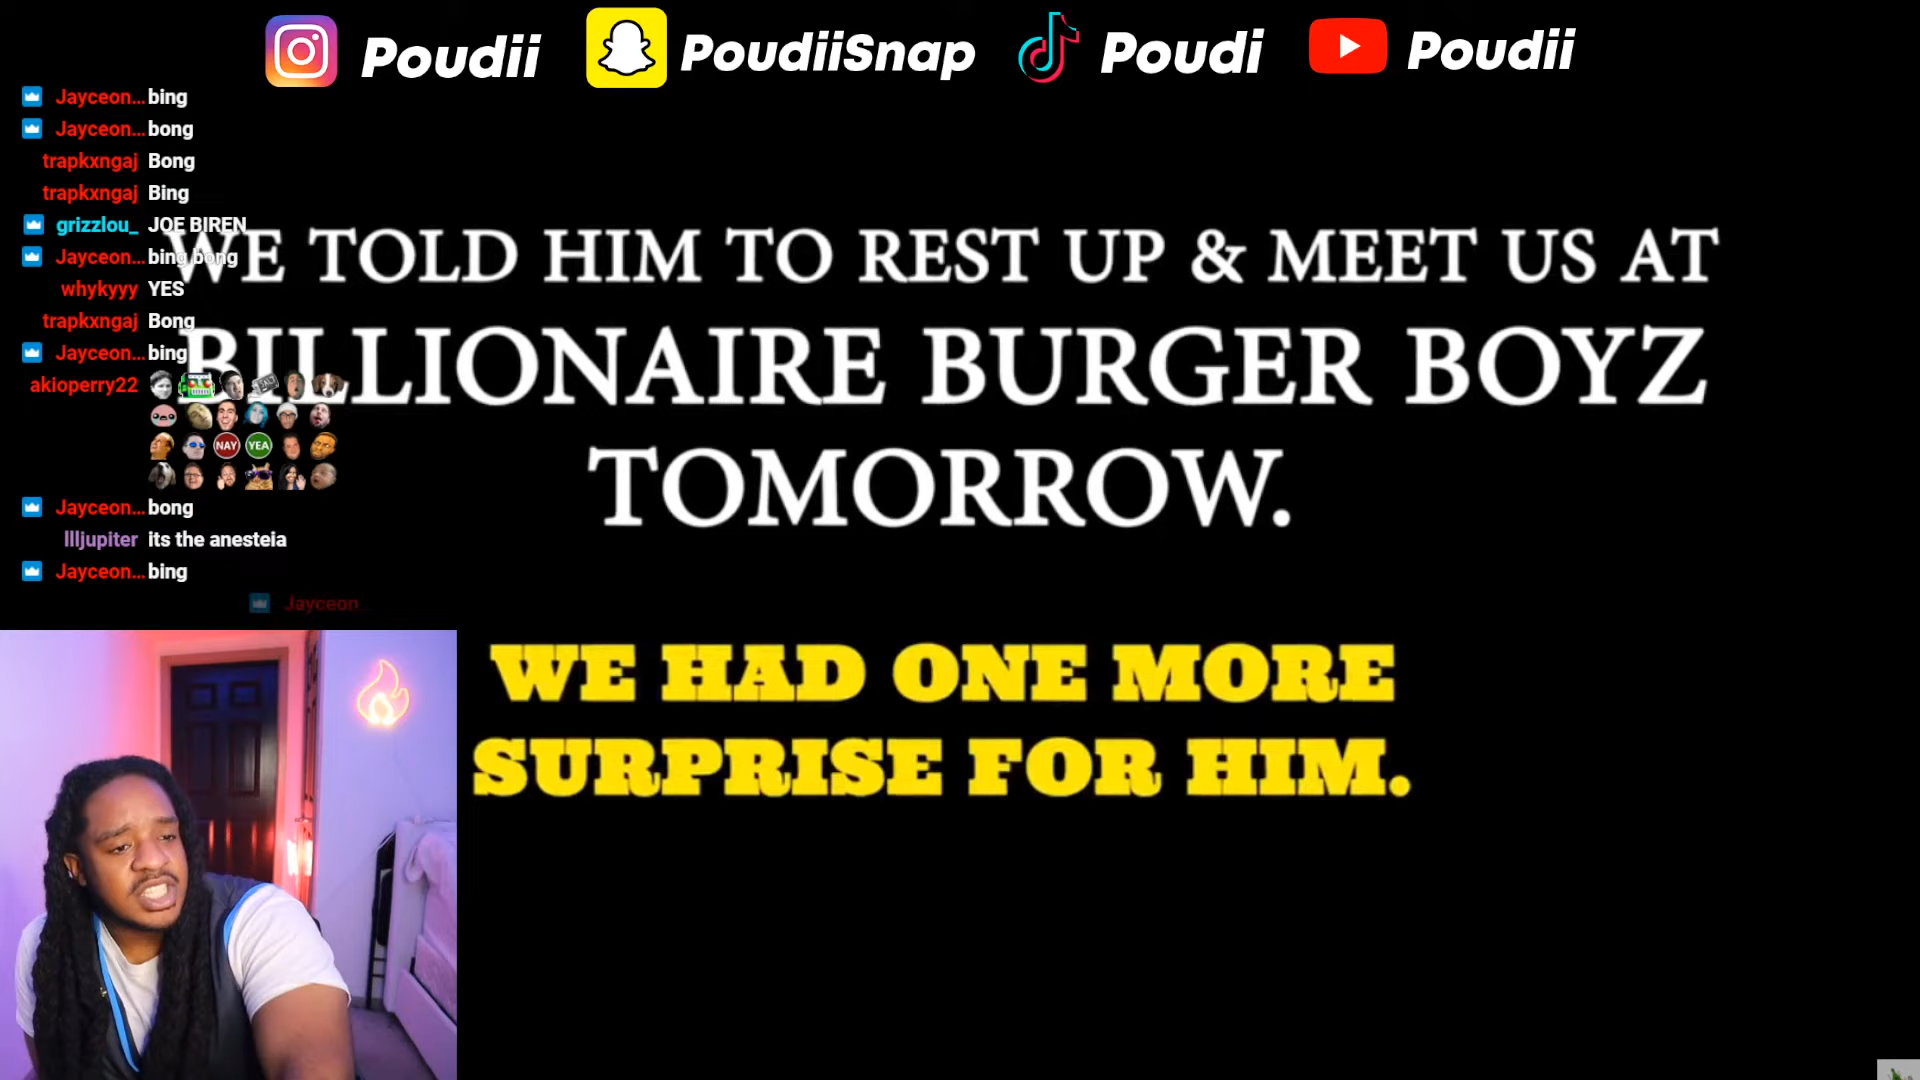 Poudii PoudiiSnap Poudi Poudii
Jayceon... bing
Jayceon... bong
trapkxngaj Bong
trapkxngaj Bing
grizzlou_ JOE BIREN
Jayceon... bing bong
whykyyy YES
trapkxngaj Bong
Jayceon... bing
akioperry22
NAY YEA
Jayceon... bong
llljupiter its the anesteia
Jayceon... bing
Jayceon
WE TOLD HIM TO REST UP & MEET US AT
BILLIONAIRE BURGER BOYZ
TOMORROW.
WE HAD ONE MORE
SURPRISE FOR HIM.